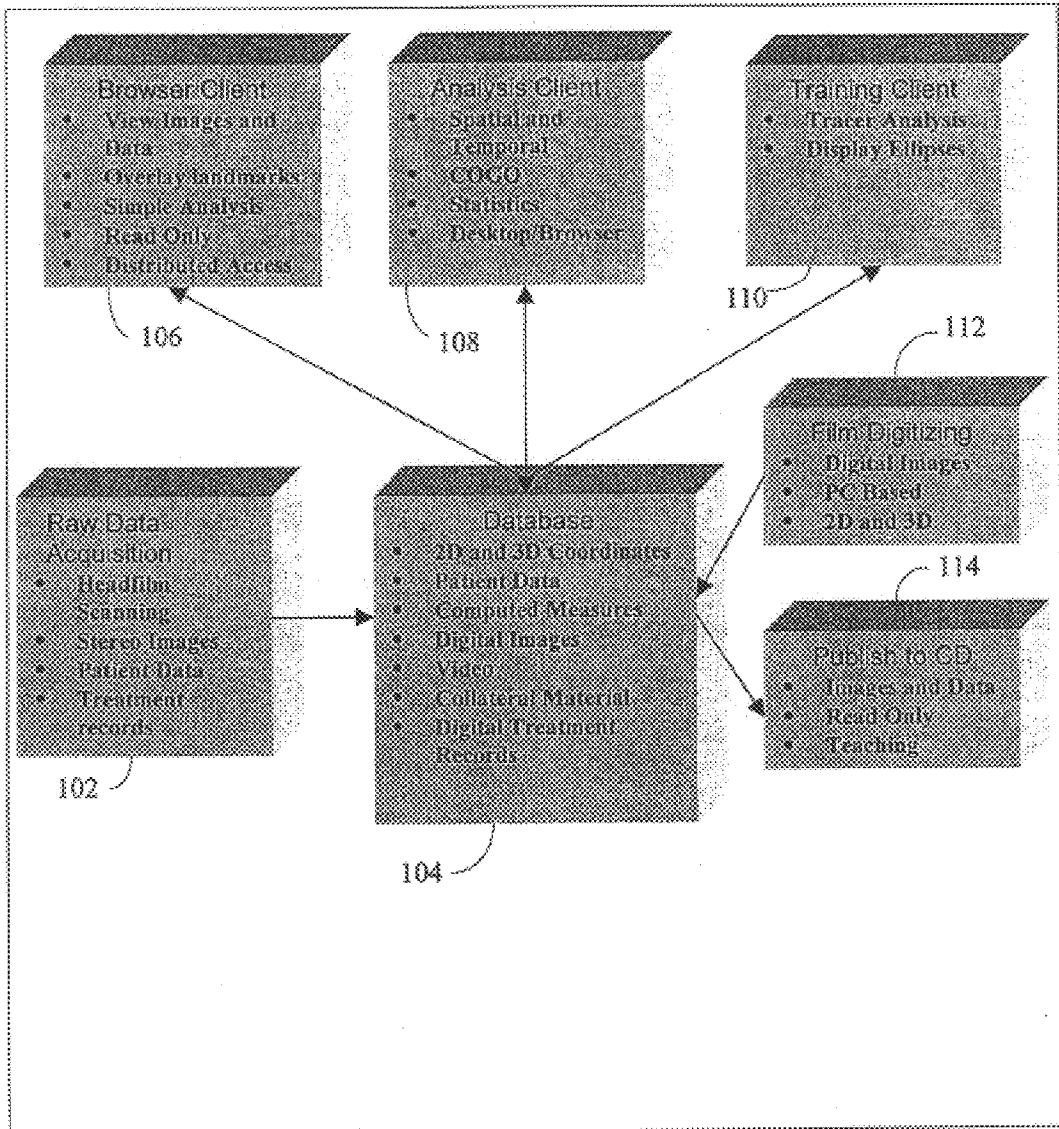 Browser Client
• View Images and
Data
• Overlay landmarks
• Simple Analysis
• Read Only
• Distributed Access
106
Analysis Client
• Spatial and
Temporal
• COGO
• Statistics
• Desktop/Browser
108
Training Client
• Tracer Analysis
• Display Ellipses
110
112
Film Digitizing
• Digital Images
• PC Based
• 2D and 3D
Raw Data
Acquisition
• Headfilm
Scanning
• Stereo Images
• Patient Data
• Treatment
records
102
Database
• 2D and 3D Coordinates
• Patient Data
• Computed Measures
• Digital Images
• Video
• Collateral Material
• Digital Treatment
Records
104
114
Publish to CD
• Images and Data
• Read Only
• Teaching